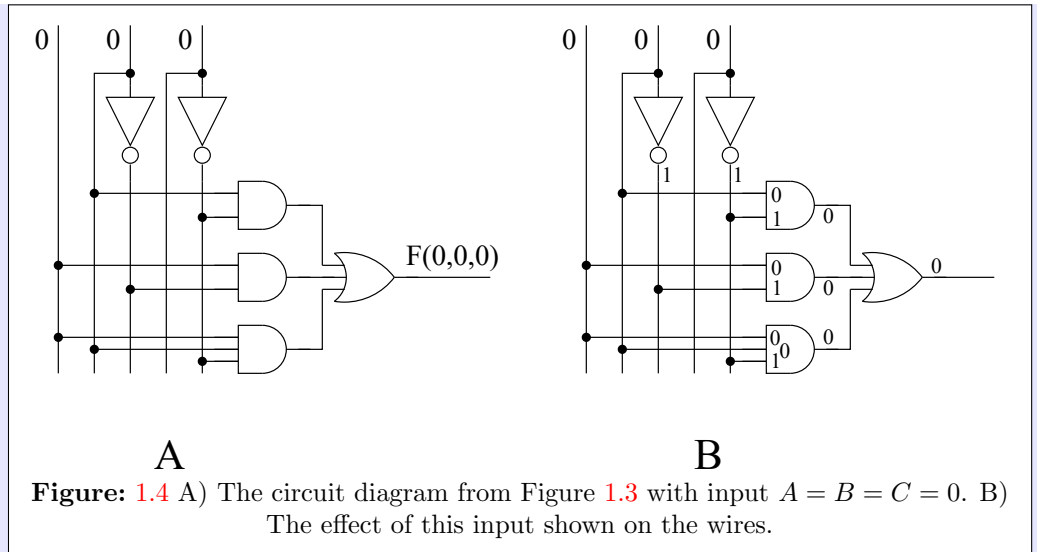 0 0 0 0 0 0
1 1
0
1 0
F(0,0,0)
0
1 0 0
0
0 0
1
A B
Figure: 1.4 A) The circuit diagram from Figure 1.3 with input A = B = C = 0. B)
The effect of this input shown on the wires.